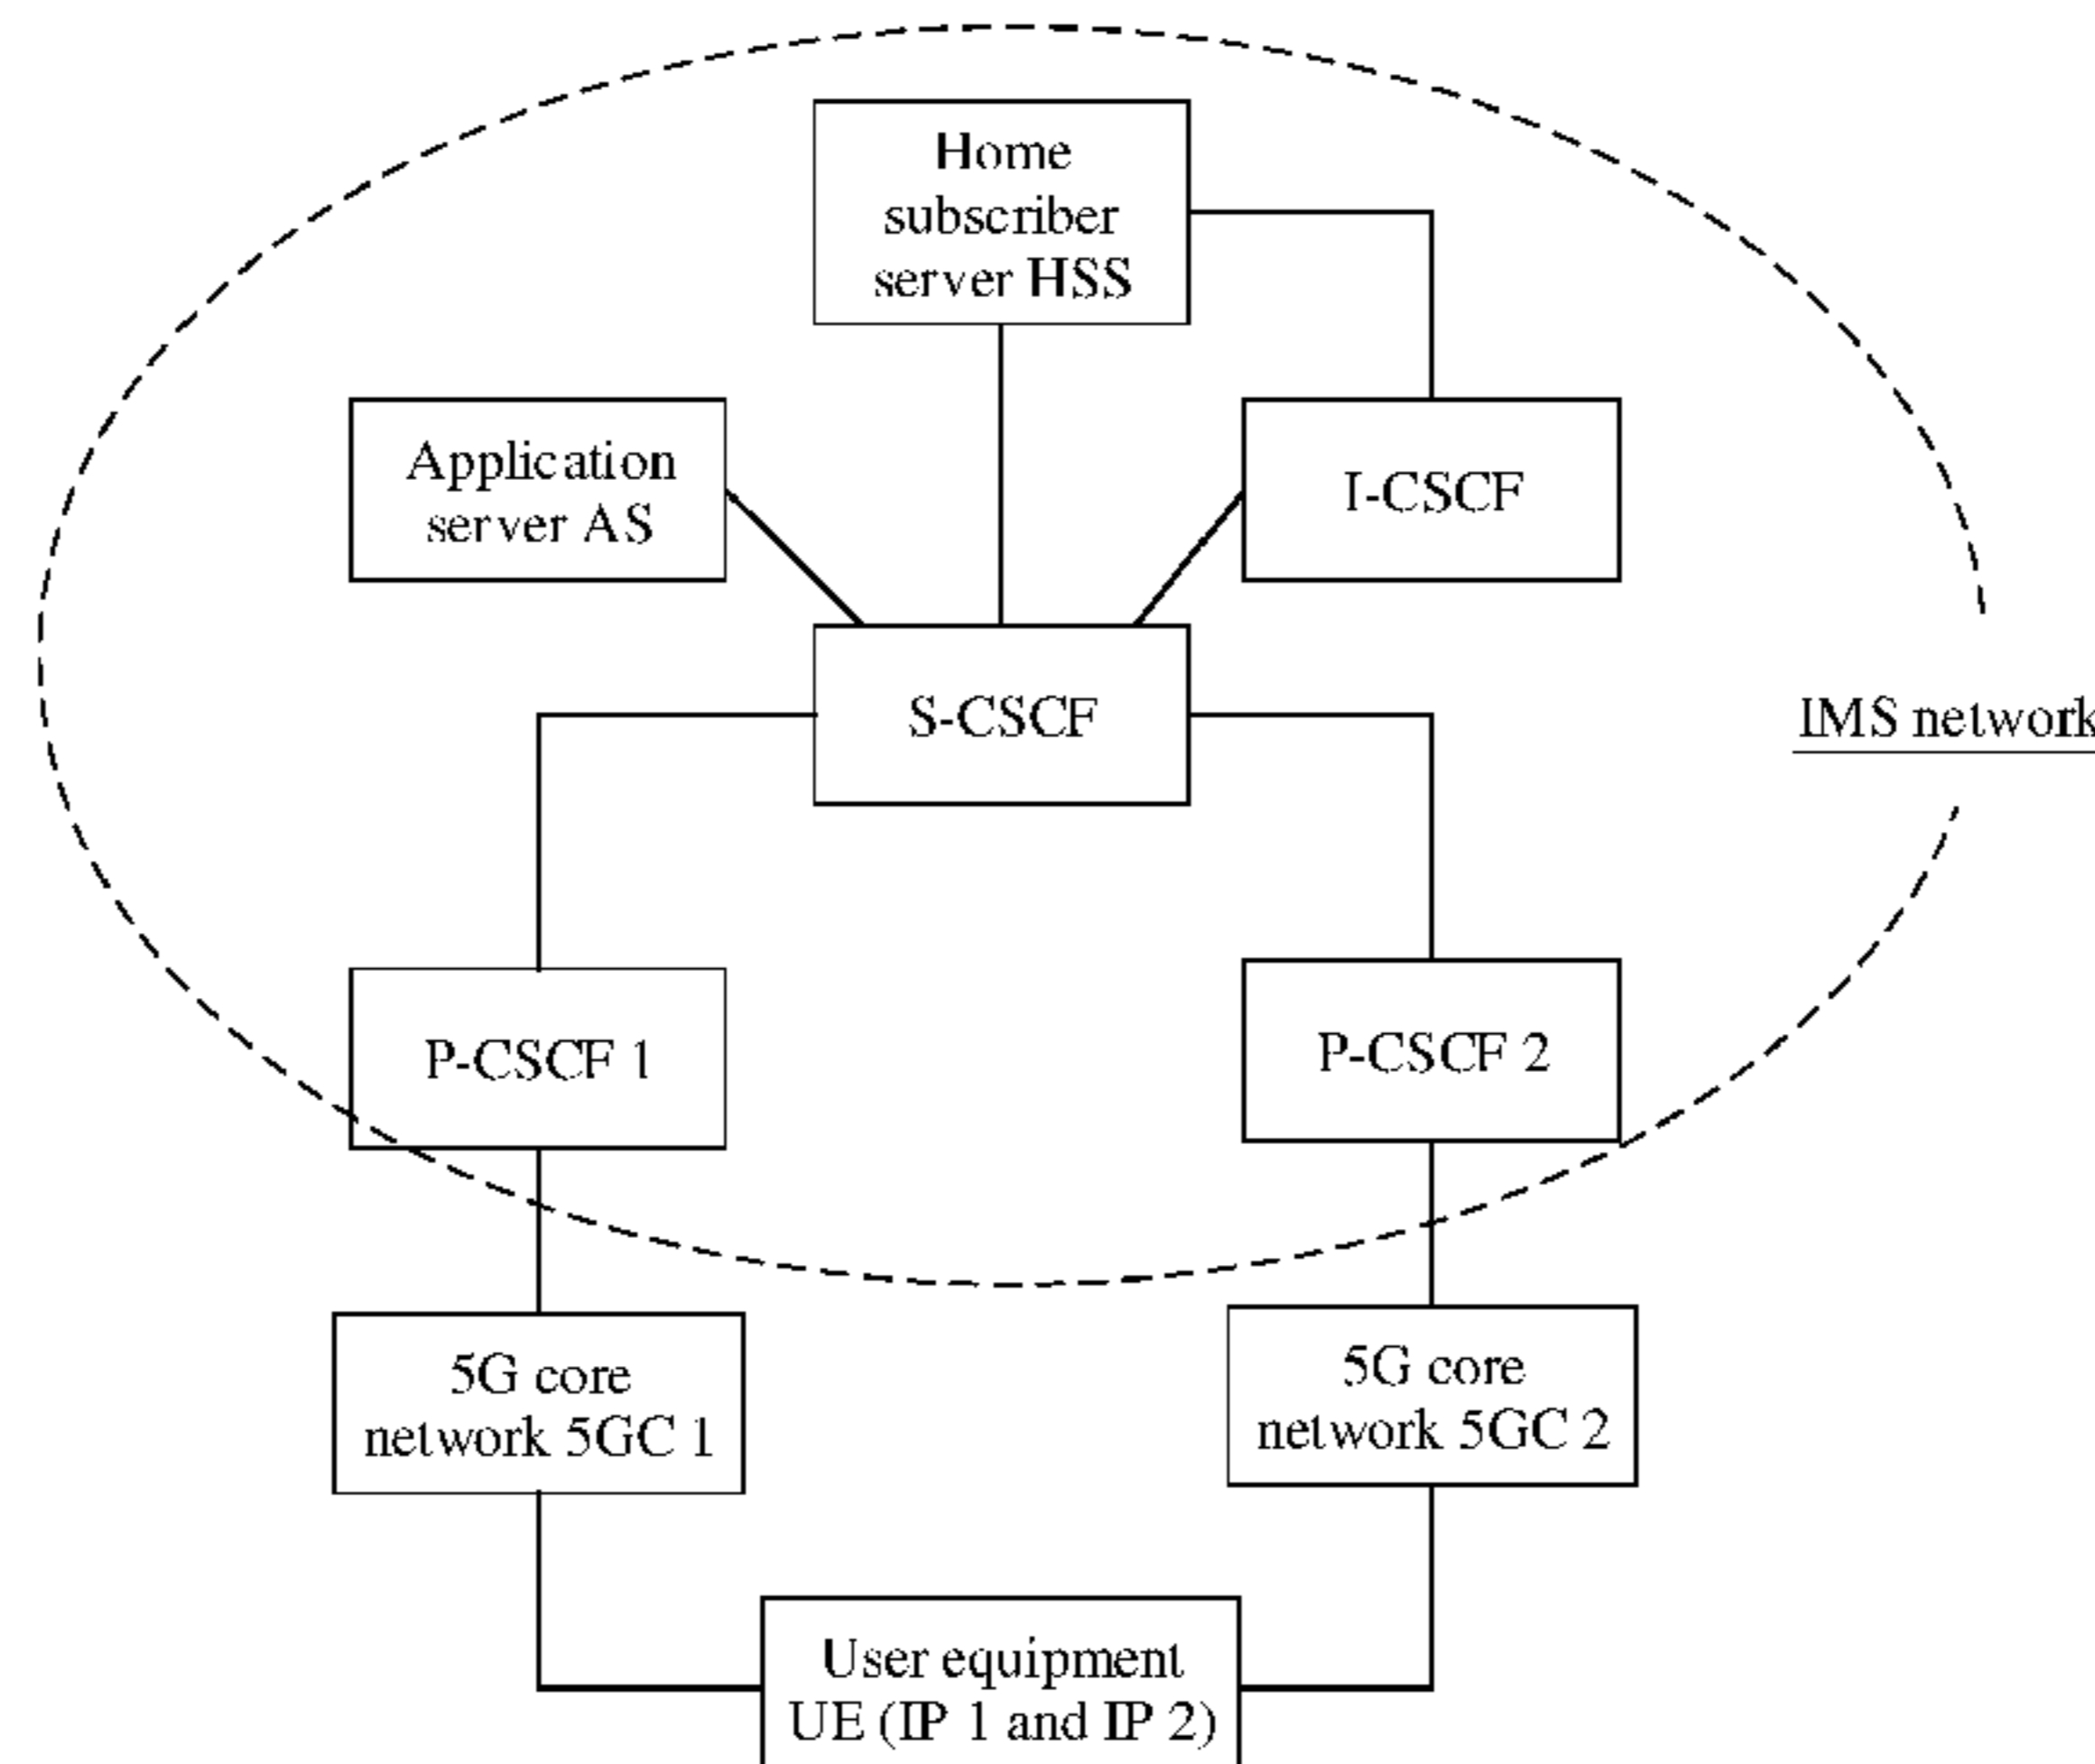 Home
subscriber
server HSS
Application
server AS
I-CSCF
S-CSCF
IMS network
P-CSCF 1
P-CSCF 2
5G core
network 5GC 1
5G core
network 5GC 2
User equipment
UE (IP 1 and IP 2)